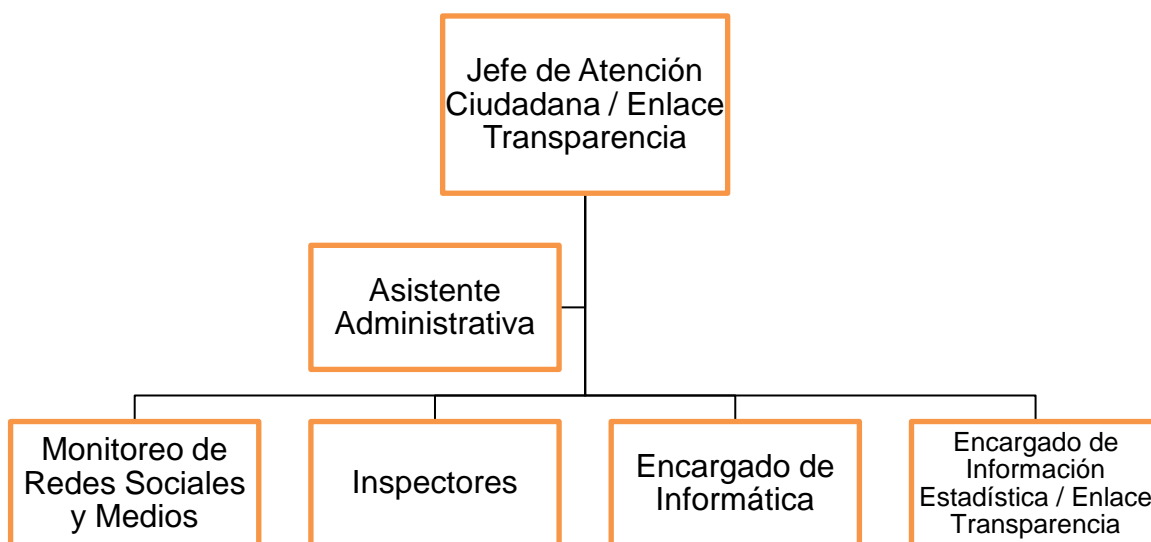 Jefe de Atención
Ciudadana / Enlace
Transparencia
Asistente
Administrativa
Monitoreo de
Redes Sociales
y Medios
Inspectores
Encargado de
Informática
Encargado de
Información
Estadística / Enlace
Transparencia